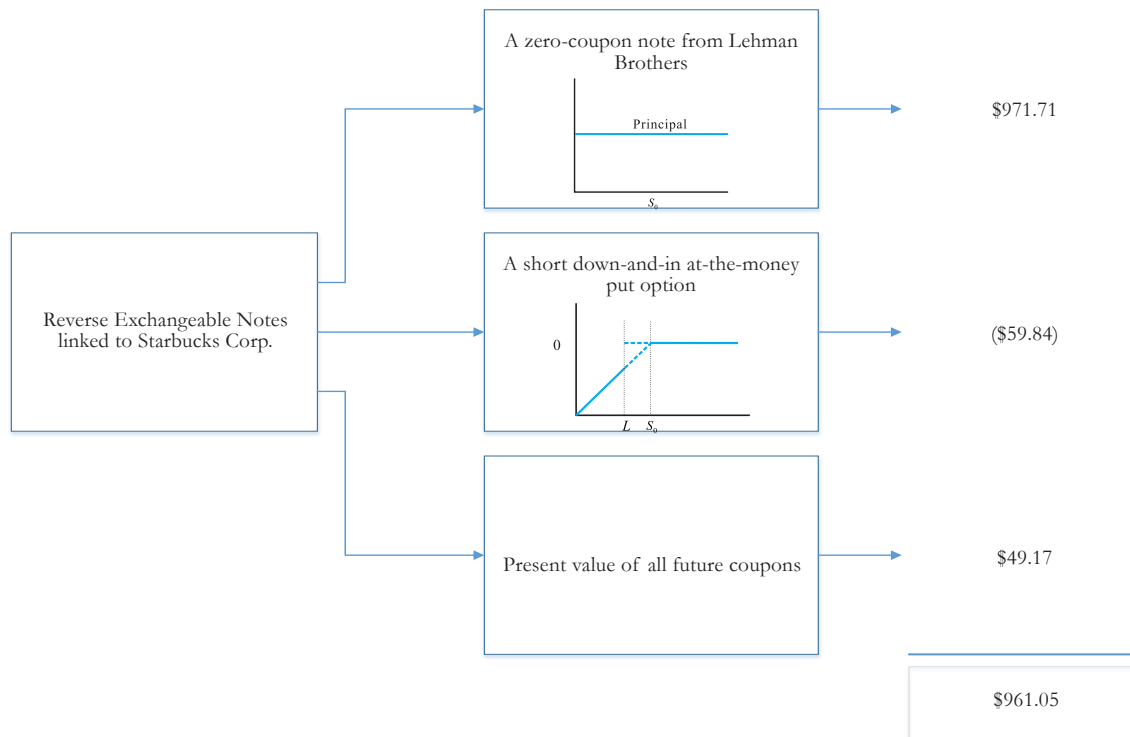 A zero-coupon note from Lehman
Brothers
Principal
S₀
$971.71
Reverse Exchangeable Notes
linked to Starbucks Corp.
A short down-and-in at-the-money
put option
0
L S₀
($59.84)
Present value of all future coupons
$49.17
$961.05